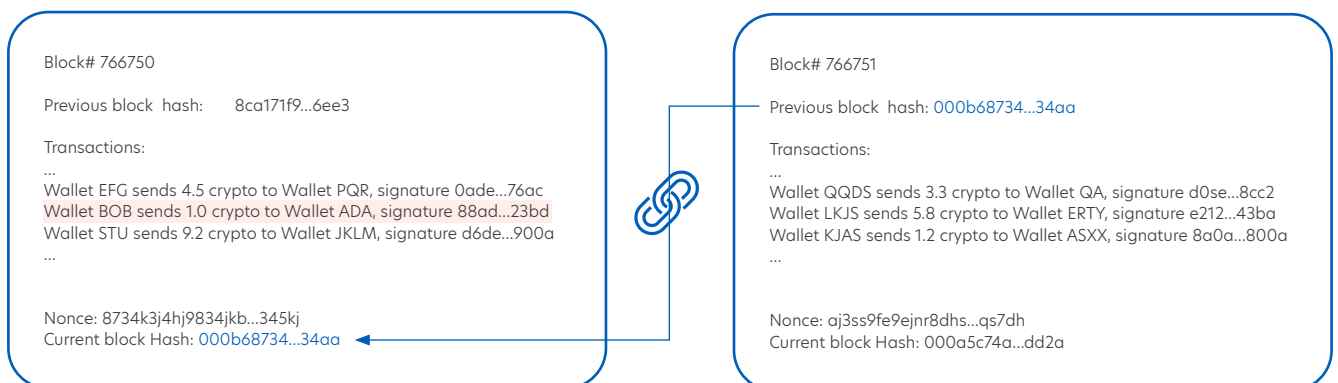 Block# 766750
Previous block hash: 8ca171f9...6ee3
Transactions:
...
Wallet EFG sends 4.5 crypto to Wallet PQR, signature 0ade...76ac
Wallet BOB sends 1.0 crypto to Wallet ADA, signature 88ad...23bd
Wallet STU sends 9.2 crypto to Wallet JKLM, signature d6de...900a
...
Nonce: 8734k3j4hj9834jkb...345kj
Current block Hash: 000b68734...34aa
Block# 766751
Previous block hash: 000b68734...34aa
Transactions:
...
Wallet QQDS sends 3.3 crypto to Wallet QA, signature d0se...8cc2
Wallet LKJS sends 5.8 crypto to Wallet ERTY, signature e212...43ba
Wallet KJAS sends 1.2 crypto to Wallet ASXX, signature 8a0a...800a
...
Nonce: aj3ss9fe9ejnr8dhs...qs7dh
Current block Hash: 000a5c74a...dd2a